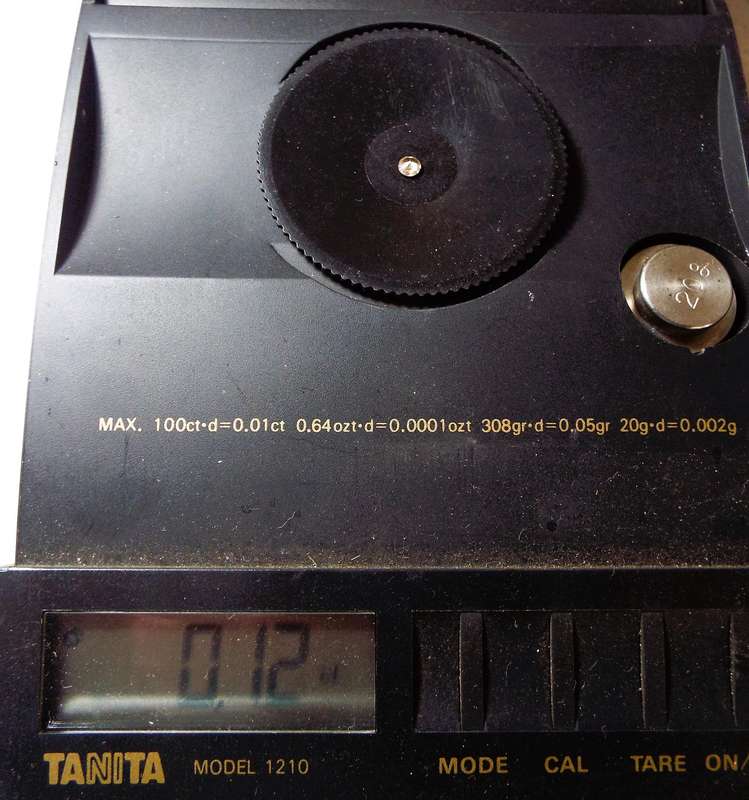 20g
MAX. 100ct·d=0.01ct 0.64ozt·d=0.0001ozt 308gr·d=0.05gr 20g·d=0.002g
0.12
TANITA MODEL 1210 MODE CAL TARE ON/